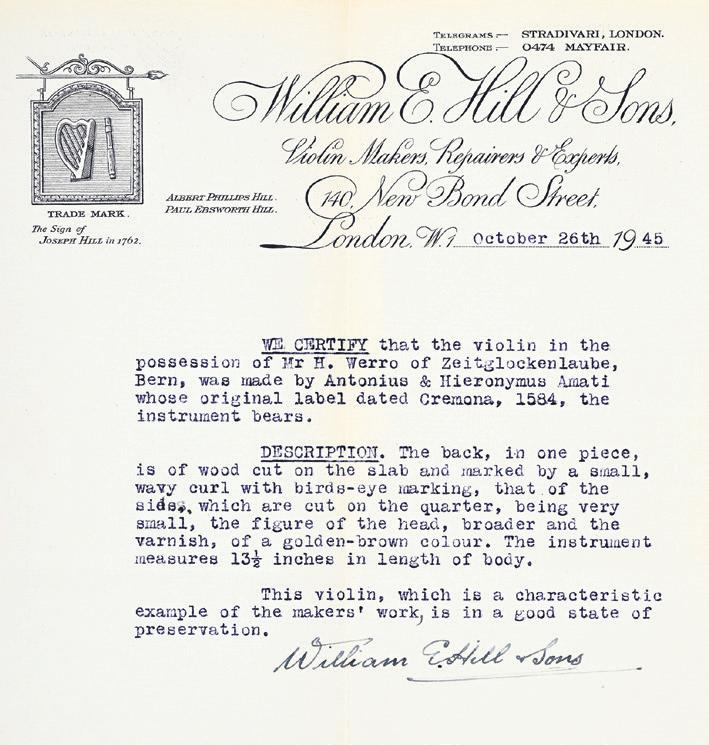 TELEGRAMS :— STRADIVARI, LONDON.
TELEPHONE :— 0474 MAYFAIR.
William E. Hill & Sons,
Violin Makers, Repairers & Experts,
140, New Bond Street,
London, W.1 October 26th 1945
ALBERT PHILLIPS HILL.
PAUL EBSWORTH HILL.
TRADE MARK.
The Sign of
JOSEPH HILL in 1762.
WE CERTIFY that the violin in the
possession of Mr H. Werro of Zeitglockenlaube,
Bern, was made by Antonius & Hieronymus Amati
whose original label dated Cremona, 1584, the
instrument bears.
DESCRIPTION. The back, in one piece,
is of wood cut on the slab and marked by a small,
wavy curl with birds-eye marking, that of the
sides, which are cut on the quarter, being very
small, the figure of the head, broader and the
varnish, of a golden-brown colour. The instrument
measures 13½ inches in length of body.
This violin, which is a characteristic
example of the makers' work, is in a good state of
preservation.
William E. Hill & Sons